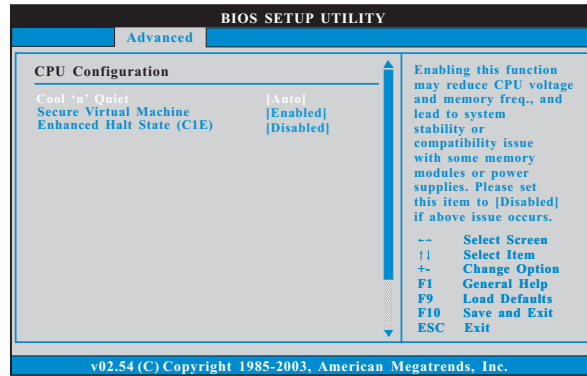 BIOS SETUP UTILITY
Advanced
CPU Configuration
Cool ‘n’ Quiet [Auto]
Secure Virtual Machine [Enabled]
Enhanced Halt State (C1E) [Disabled]
Enabling this function
may reduce CPU voltage
and memory freq., and
lead to system
stability or
compatibility issue
with some memory
modules or power
supplies. Please set
this item to [Disabled]
if above issue occurs.
←→ Select Screen
↑↓ Select Item
+- Change Option
F1 General Help
F9 Load Defaults
F10 Save and Exit
ESC Exit
v02.54 (C) Copyright 1985-2003, American Megatrends, Inc.